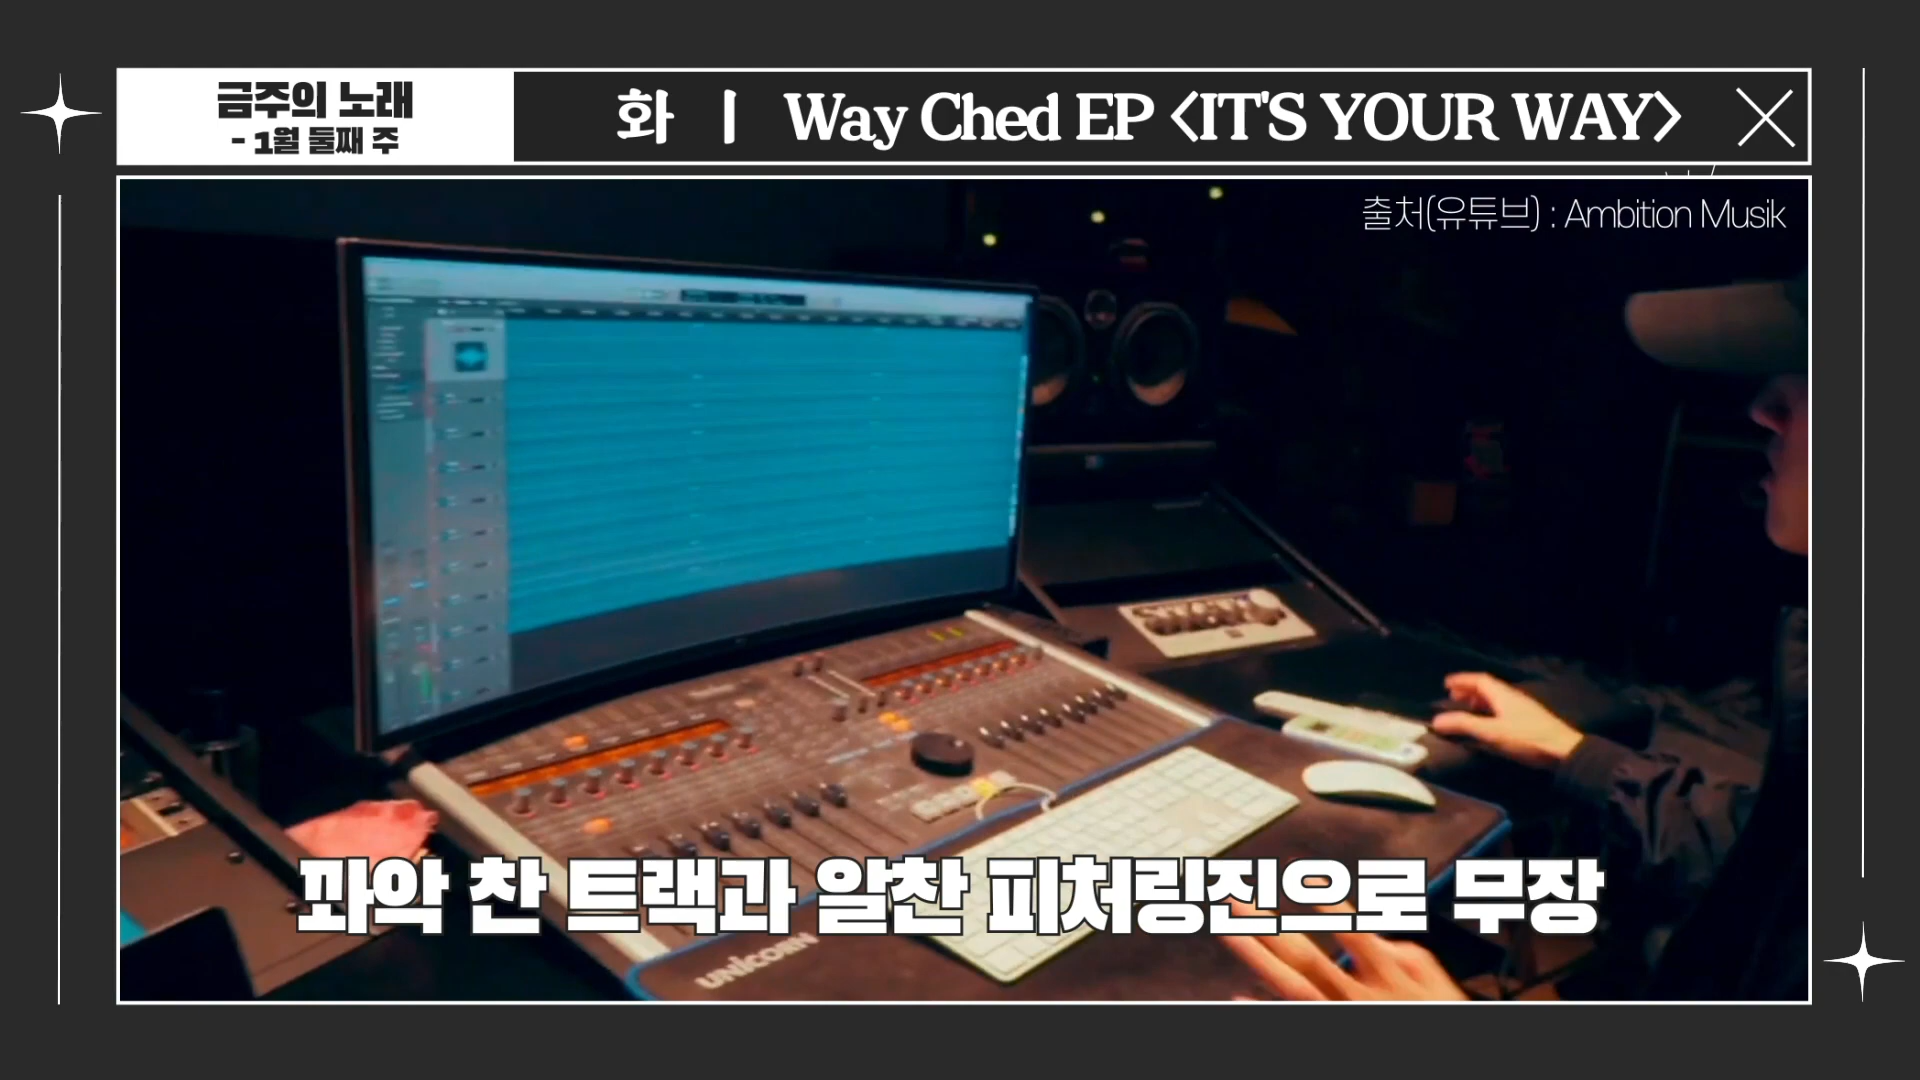 금주의 노래
- 1월 둘째 주
화 ㅣ Way Ched EP <IT'S YOUR WAY>
출처(유튜브) : Ambition Musik
꽈악 찬 트랙과 알찬 피처링진으로 무장
UNICORN